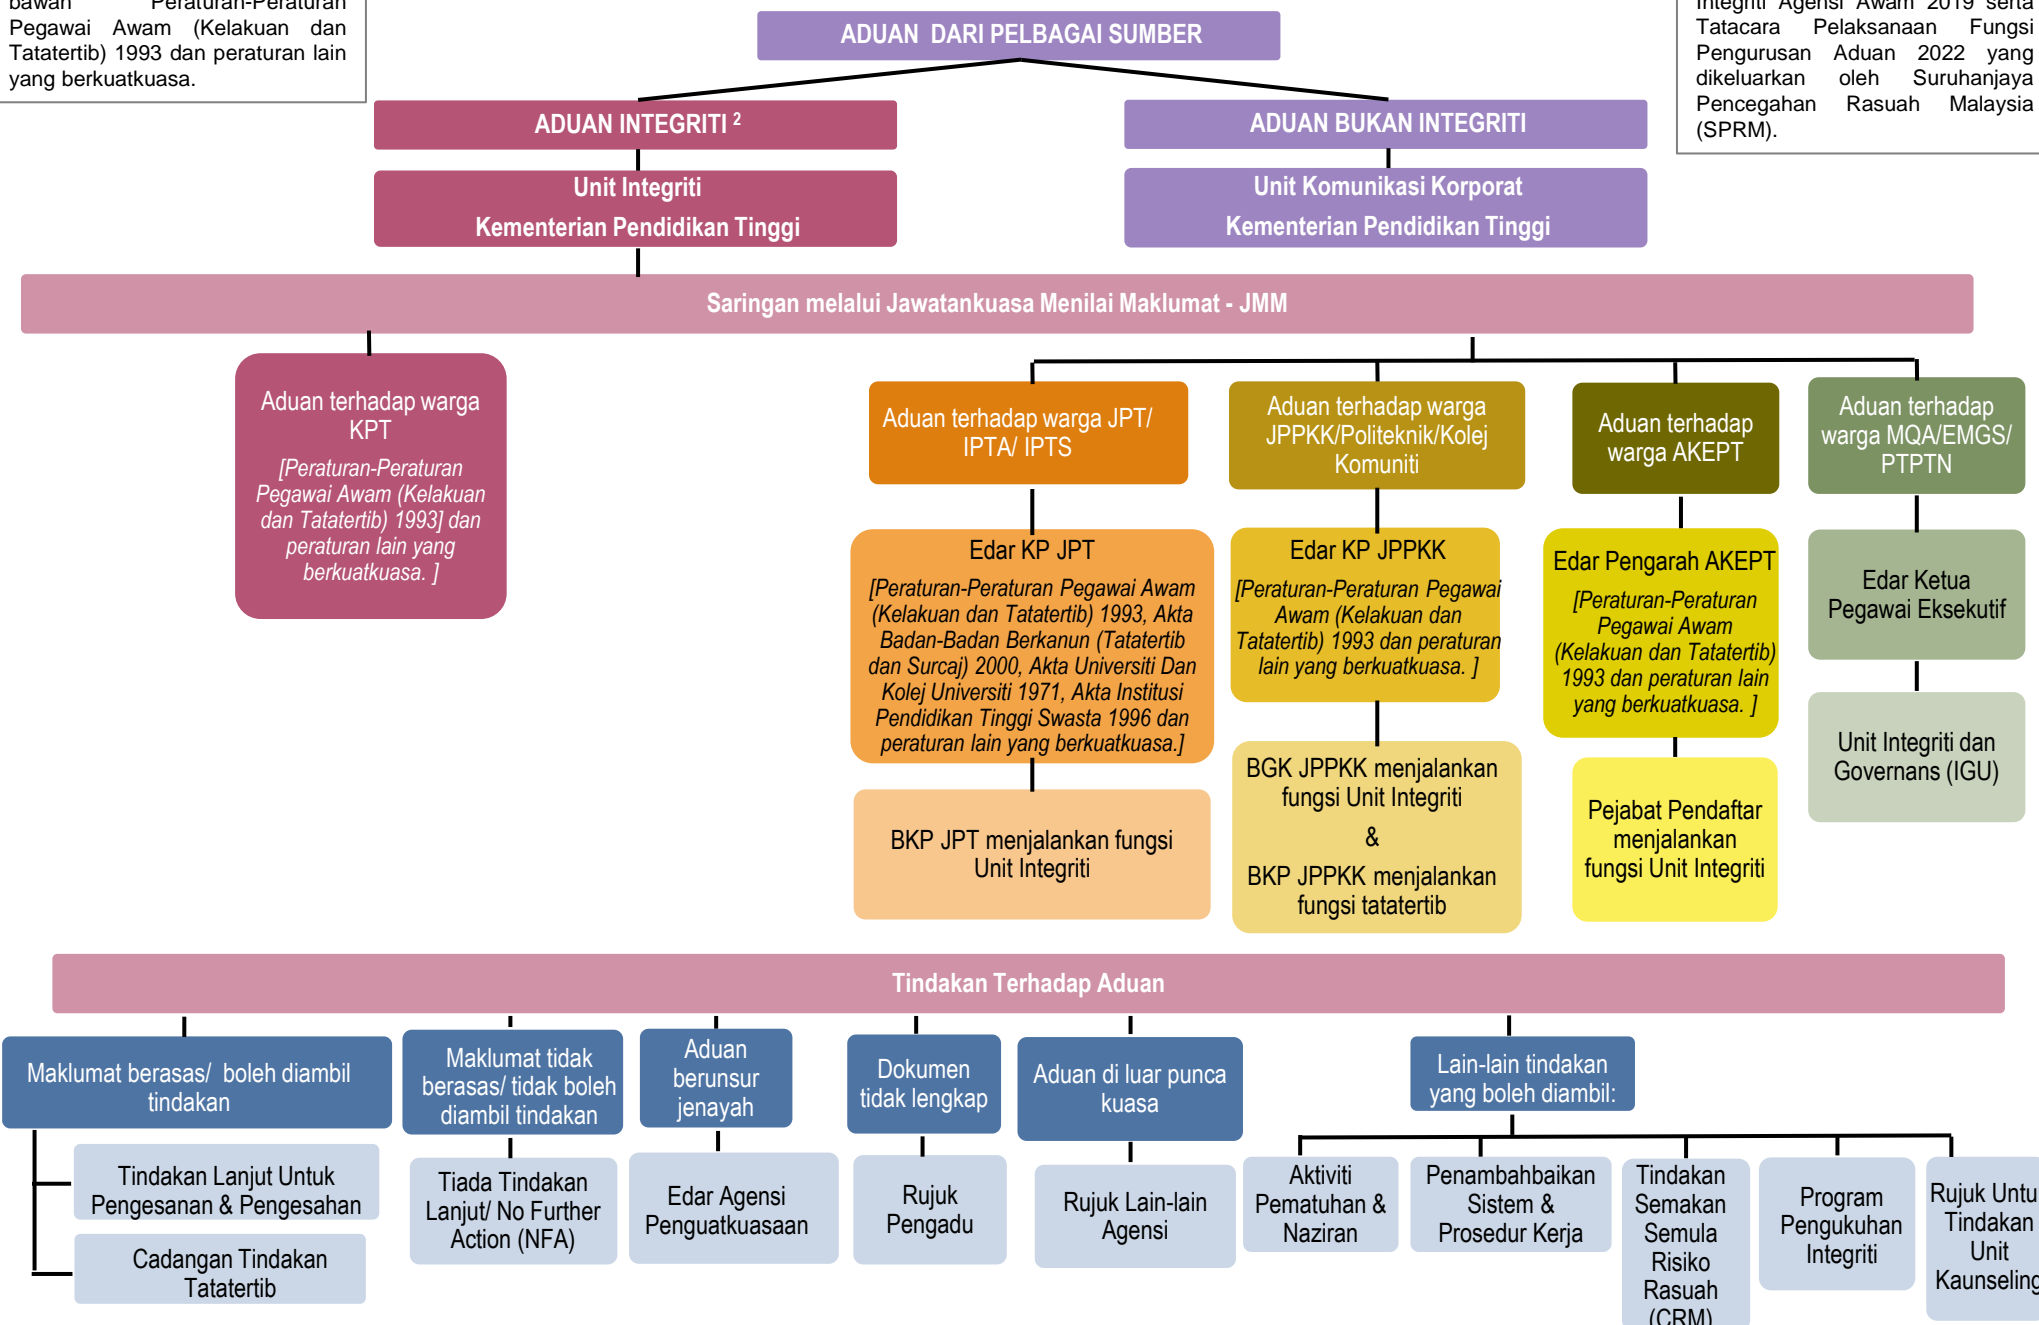 bawah Peraturan-Peraturan
Pegawai Awam (Kelakuan dan
Tatatertib) 1993 dan peraturan lain
yang berkuatkuasa.
ADUAN DARI PELBAGAI SUMBER
Integriti Agensi Awam 2019 serta
Tatacara Pelaksanaan Fungsi
Pengurusan Aduan 2022 yang
dikeluarkan oleh Suruhanjaya
Pencegahan Rasuah Malaysia
(SPRM).
ADUAN INTEGRITI 2
ADUAN BUKAN INTEGRITI
Unit Integriti
Kementerian Pendidikan Tinggi
Unit Komunikasi Korporat
Kementerian Pendidikan Tinggi
Saringan melalui Jawatankuasa Menilai Maklumat - JMM
Aduan terhadap warga
KPT
[Peraturan-Peraturan
Pegawai Awam (Kelakuan
dan Tatatertib) 1993] dan
peraturan lain yang
berkuatkuasa. ]
Aduan terhadap warga JPT/
IPTA/ IPTS
Edar KP JPT
[Peraturan-Peraturan Pegawai Awam
(Kelakuan dan Tatatertib) 1993, Akta
Badan-Badan Berkanun (Tatatertib
dan Surcaj) 2000, Akta Universiti Dan
Kolej Universiti 1971, Akta Institusi
Pendidikan Tinggi Swasta 1996 dan
peraturan lain yang berkuatkuasa.]
BKP JPT menjalankan fungsi
Unit Integriti
Aduan terhadap warga
JPPKK/Politeknik/Kolej
Komuniti
Edar KP JPPKK
[Peraturan-Peraturan Pegawai
Awam (Kelakuan dan
Tatatertib) 1993 dan peraturan
lain yang berkuatkuasa. ]
BGK JPPKK menjalankan
fungsi Unit Integriti
&
BKP JPPKK menjalankan
fungsi tatatertib
Aduan terhadap
warga AKEPT
Edar Pengarah AKEPT
[Peraturan-Peraturan
Pegawai Awam
(Kelakuan dan Tatatertib)
1993 dan peraturan lain
yang berkuatkuasa. ]
Pejabat Pendaftar
menjalankan
fungsi Unit Integriti
Aduan terhadap
warga MQA/EMGS/
PTPTN
Edar Ketua
Pegawai Eksekutif
Unit Integriti dan
Governans (IGU)
Tindakan Terhadap Aduan
Maklumat berasas/ boleh diambil
tindakan
Tindakan Lanjut Untuk
Pengesanan & Pengesahan
Cadangan Tindakan
Tatatertib
Maklumat tidak
berasas/ tidak boleh
diambil tindakan
Tiada Tindakan
Lanjut/ No Further
Action (NFA)
Aduan
berunsur
jenayah
Edar Agensi
Penguatkuasaan
Dokumen
tidak lengkap
Rujuk
Pengadu
Aduan di luar punca
kuasa
Rujuk Lain-lain
Agensi
Lain-lain tindakan
yang boleh diambil:
Aktiviti
Pematuhan &
Naziran
Penambahbaikan
Sistem &
Prosedur Kerja
Tindakan
Semakan
Semula
Risiko
Rasuah
(CRM)
Program
Pengukuhan
Integriti
Rujuk Untuk
Tindakan
Unit
Kaunseling